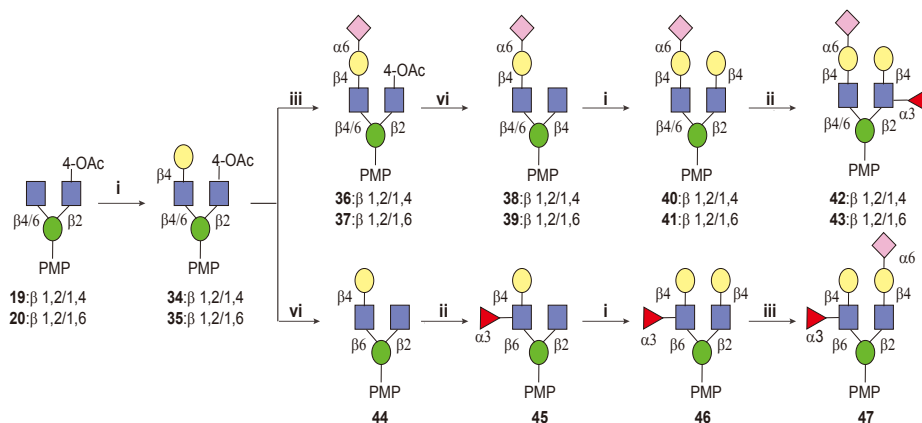 α6
α6
α6
α6
β4
4-OAc
β4
β4
β4
β4
β4
iii
vi
i
ii
α3
β4/6
β2
β4/6
β4
β4/6
β2
β4/6
β2
4-OAc
β4
4-OAc
i
PMP
PMP
PMP
PMP
β4/6
β2
β4/6
β2
36:β 1,2/1,4
38:β 1,2/1,4
40:β 1,2/1,4
42:β 1,2/1,4
37:β 1,2/1,6
39:β 1,2/1,6
41:β 1,2/1,6
43:β 1,2/1,6
PMP
PMP
α6
19:β 1,2/1,4
34:β 1,2/1,4
20:β 1,2/1,6
35:β 1,2/1,6
β4
β4
β4
β4
β4
β4
vi
ii
i
iii
β6
β2
α3
β6
β2
α3
β6
β2
α3
β6
β2
PMP
PMP
PMP
PMP
44
45
46
47